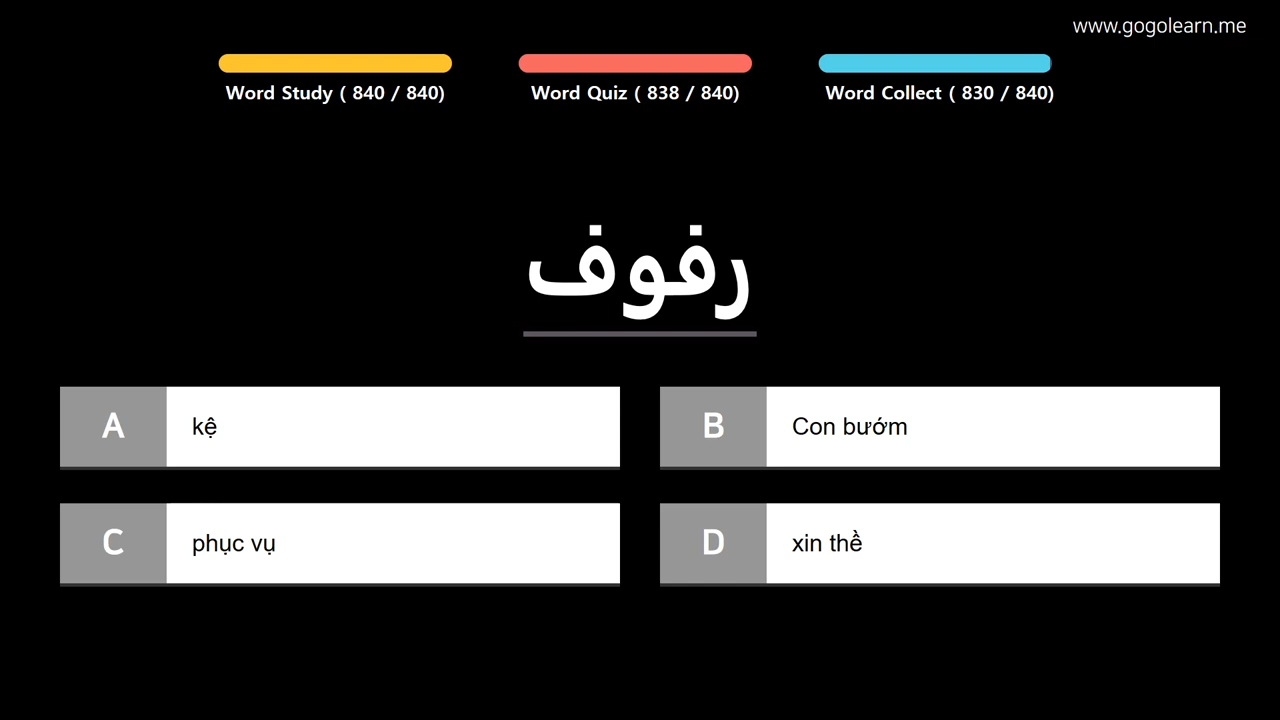 www.gogolearn.me
Word Study ( 840 / 840)
Word Quiz ( 838 / 840)
Word Collect ( 830 / 840)
رفوف
A kệ
B Con bướm
C phục vụ
D xin thề